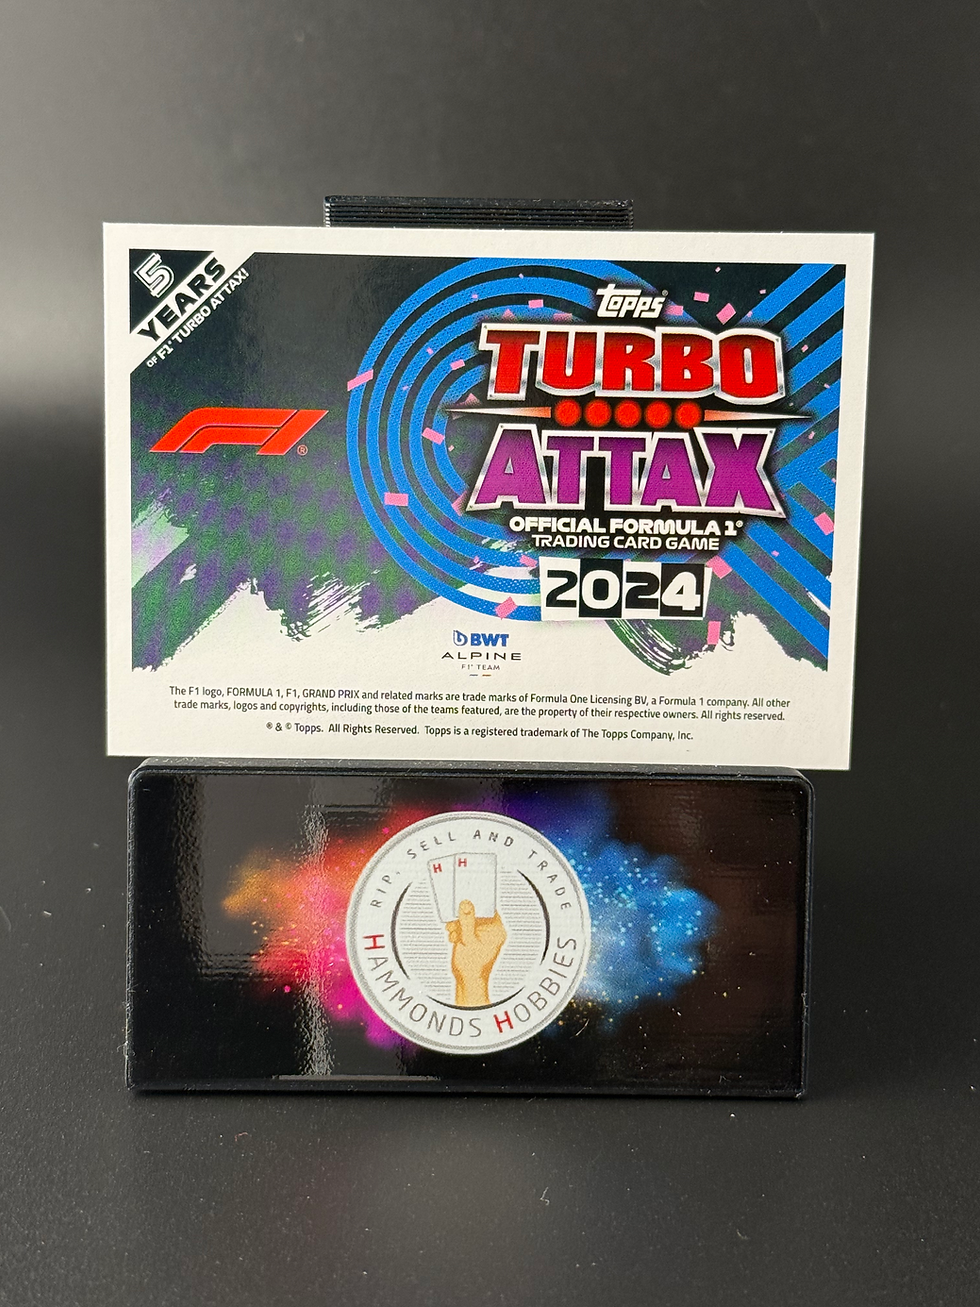 5
YEARS
OF F1® TURBO ATTAX!
F1®
Topps®
TURBO
ATTAX
OFFICIAL FORMULA 1®
TRADING CARD GAME
2024
BWT
ALPINE
F1® TEAM
The F1 logo, FORMULA 1, F1, GRAND PRIX and related marks are trade marks of Formula One Licensing BV, a Formula 1 company. All other
trade marks, logos and copyrights, including those of the teams featured, are the property of their respective owners. All rights reserved.
® & © Topps. All Rights Reserved. Topps is a registered trademark of The Topps Company, Inc.
RIP, SELL AND TRADE
H H
HAMMONDS HOBBIES